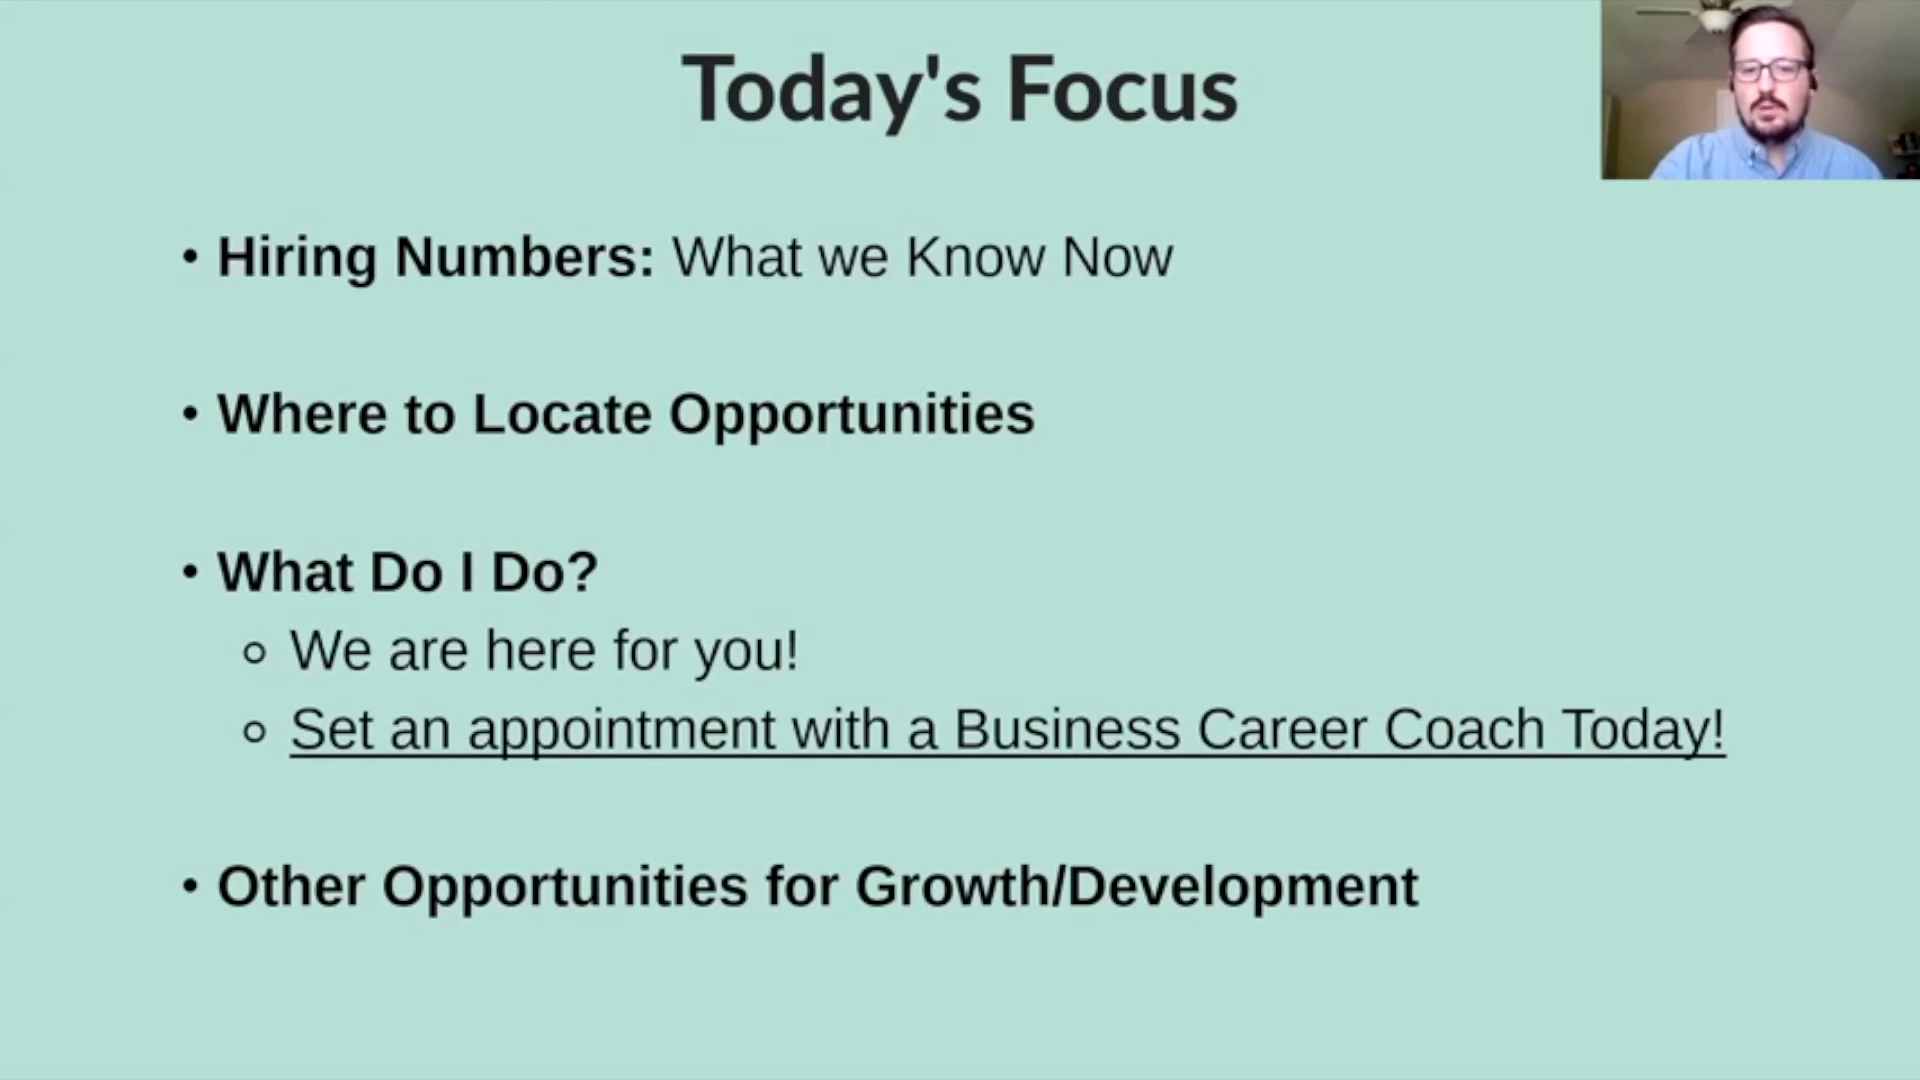 Today's Focus
• Hiring Numbers: What we Know Now
• Where to Locate Opportunities
• What Do I Do?
○ We are here for you!
○ Set an appointment with a Business Career Coach Today!
• Other Opportunities for Growth/Development